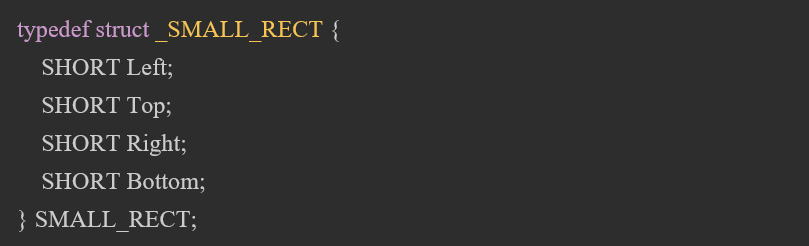 typedef struct _SMALL_RECT {
    SHORT Left;
    SHORT Top;
    SHORT Right;
    SHORT Bottom;
} SMALL_RECT;